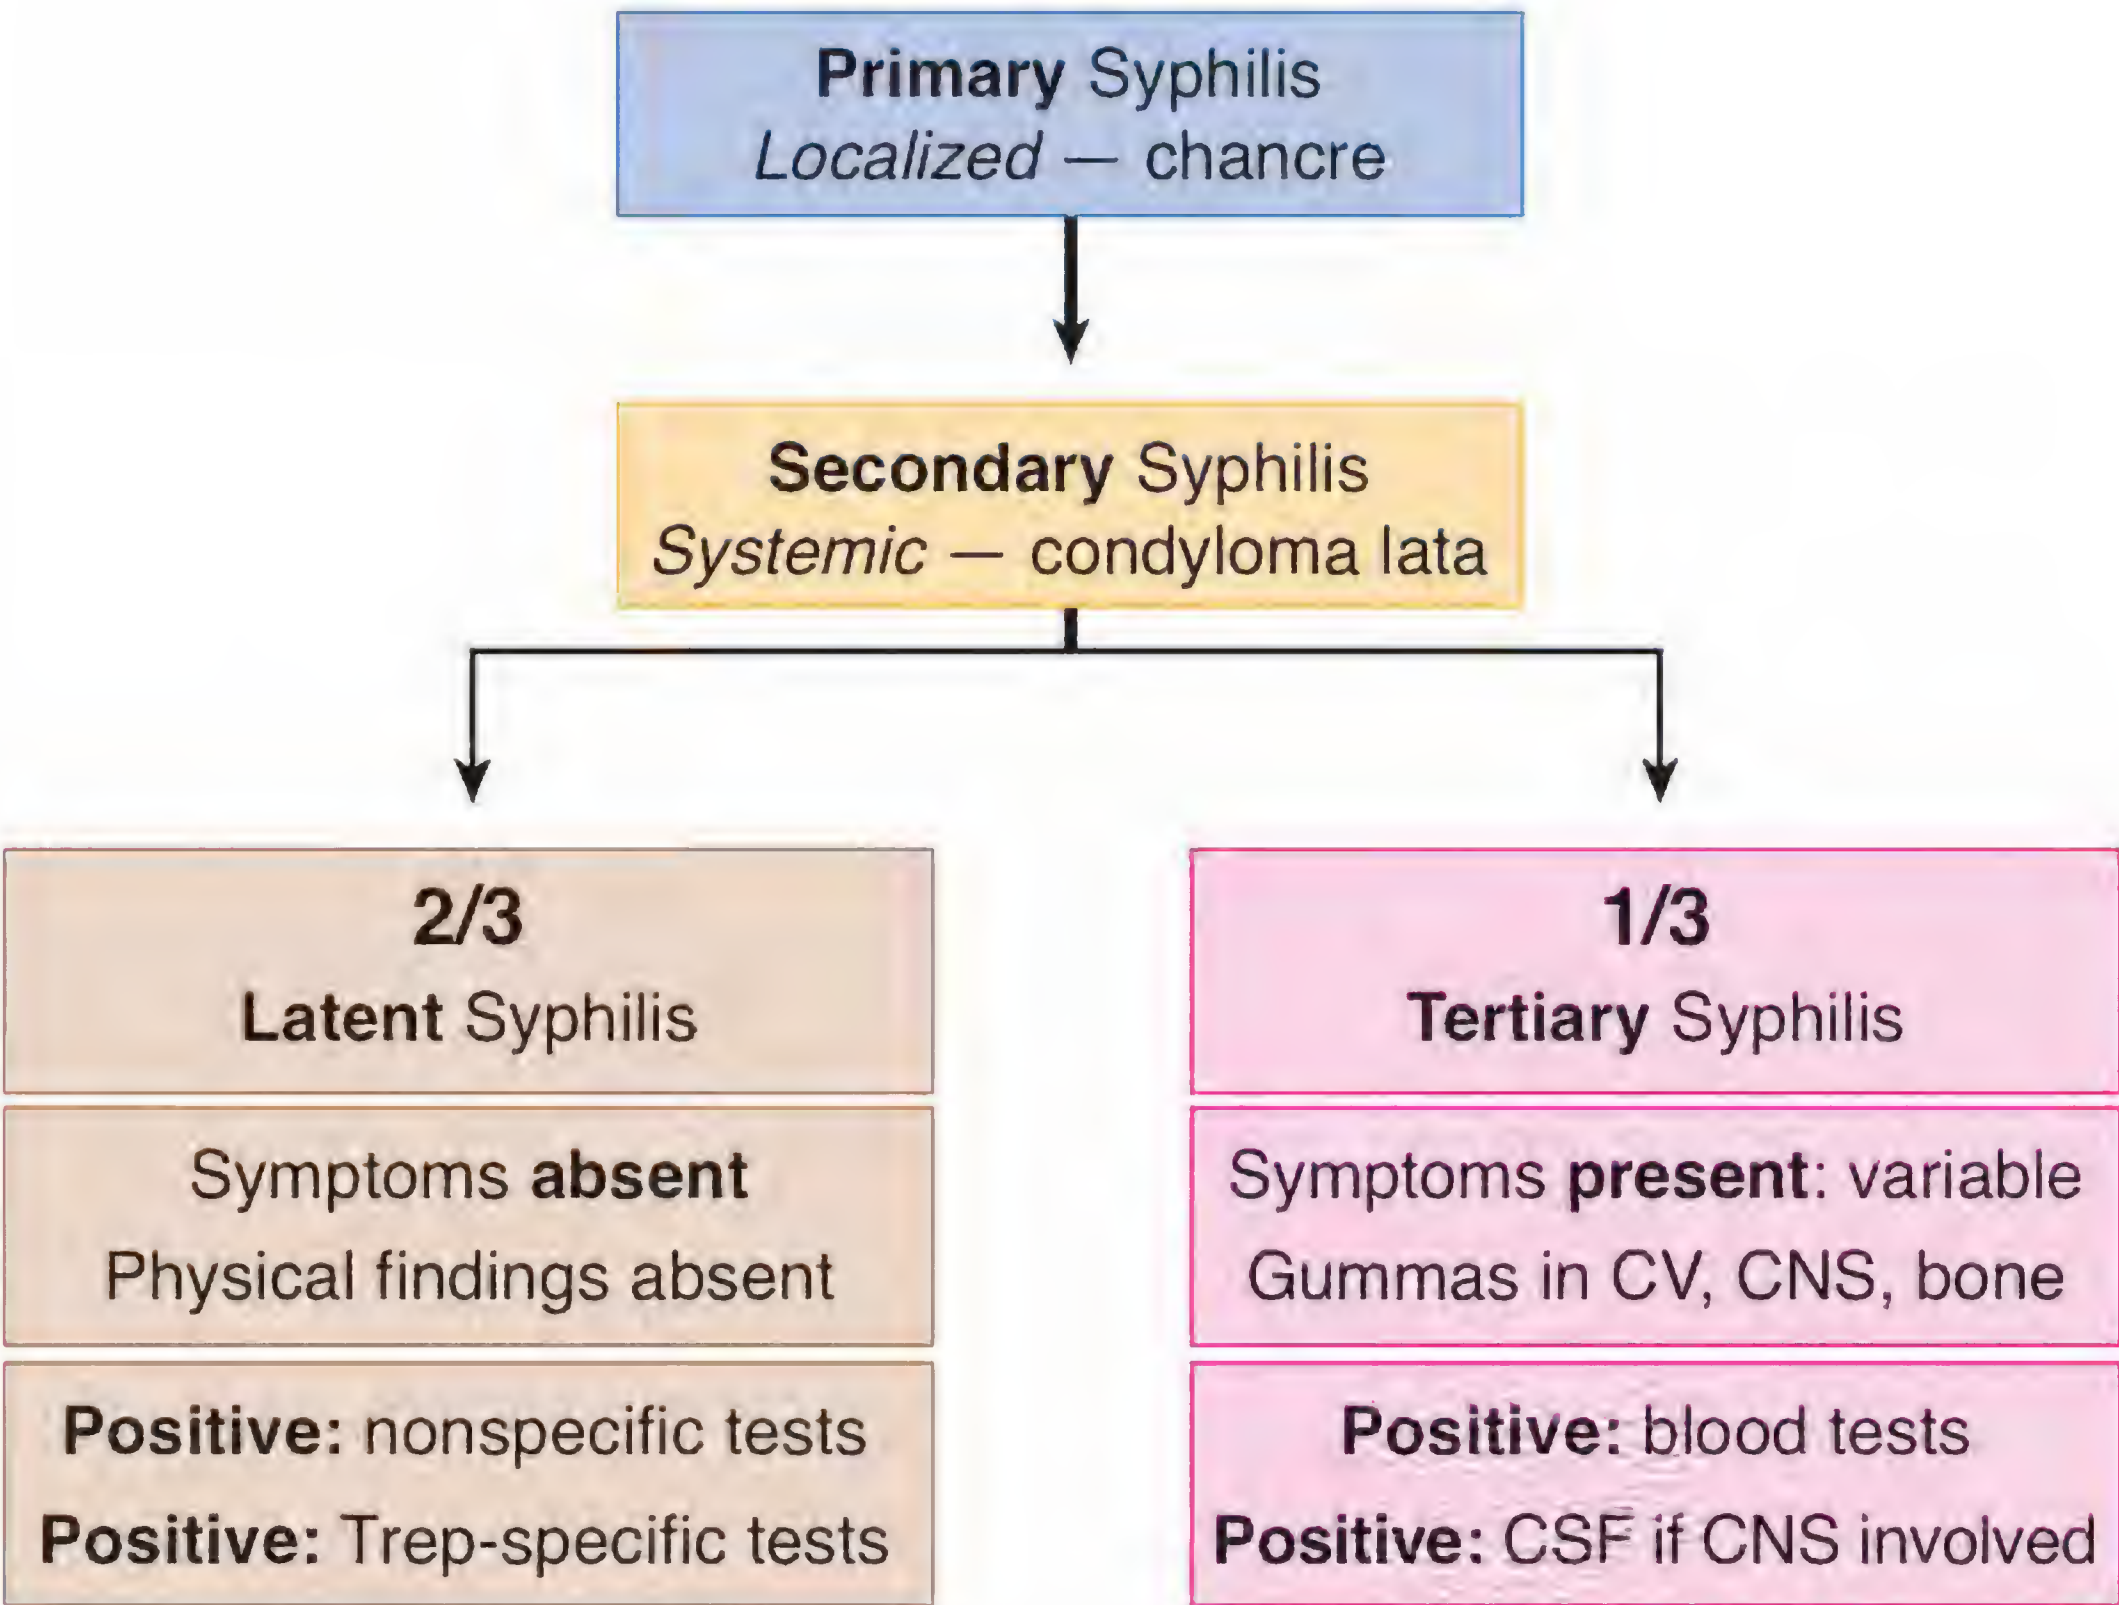 Primary Syphilis
Localized — chancre
Secondary Syphilis
Systemic — condyloma lata
2/3
Latent Syphilis
Symptoms absent
Physical findings absent
Positive: nonspecific tests
Positive: Trep-specific tests
1/3
Tertiary Syphilis
Symptoms present: variable
Gummas in CV, CNS, bone
Positive: blood tests
Positive: CSF if CNS involved